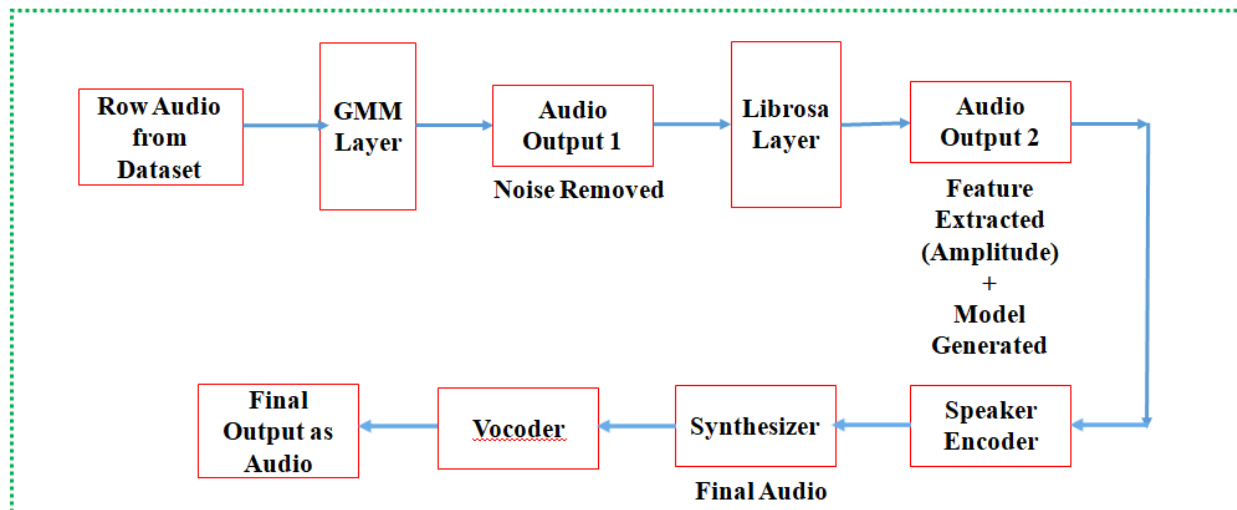 Row Audio
from
Dataset
GMM
Layer
Audio
Output 1
Noise Removed
Librosa
Layer
Audio
Output 2
Feature
Extracted
(Amplitude)
+
Model
Generated
Speaker
Encoder
Synthesizer
Final Audio
Vocoder
Final
Output as
Audio